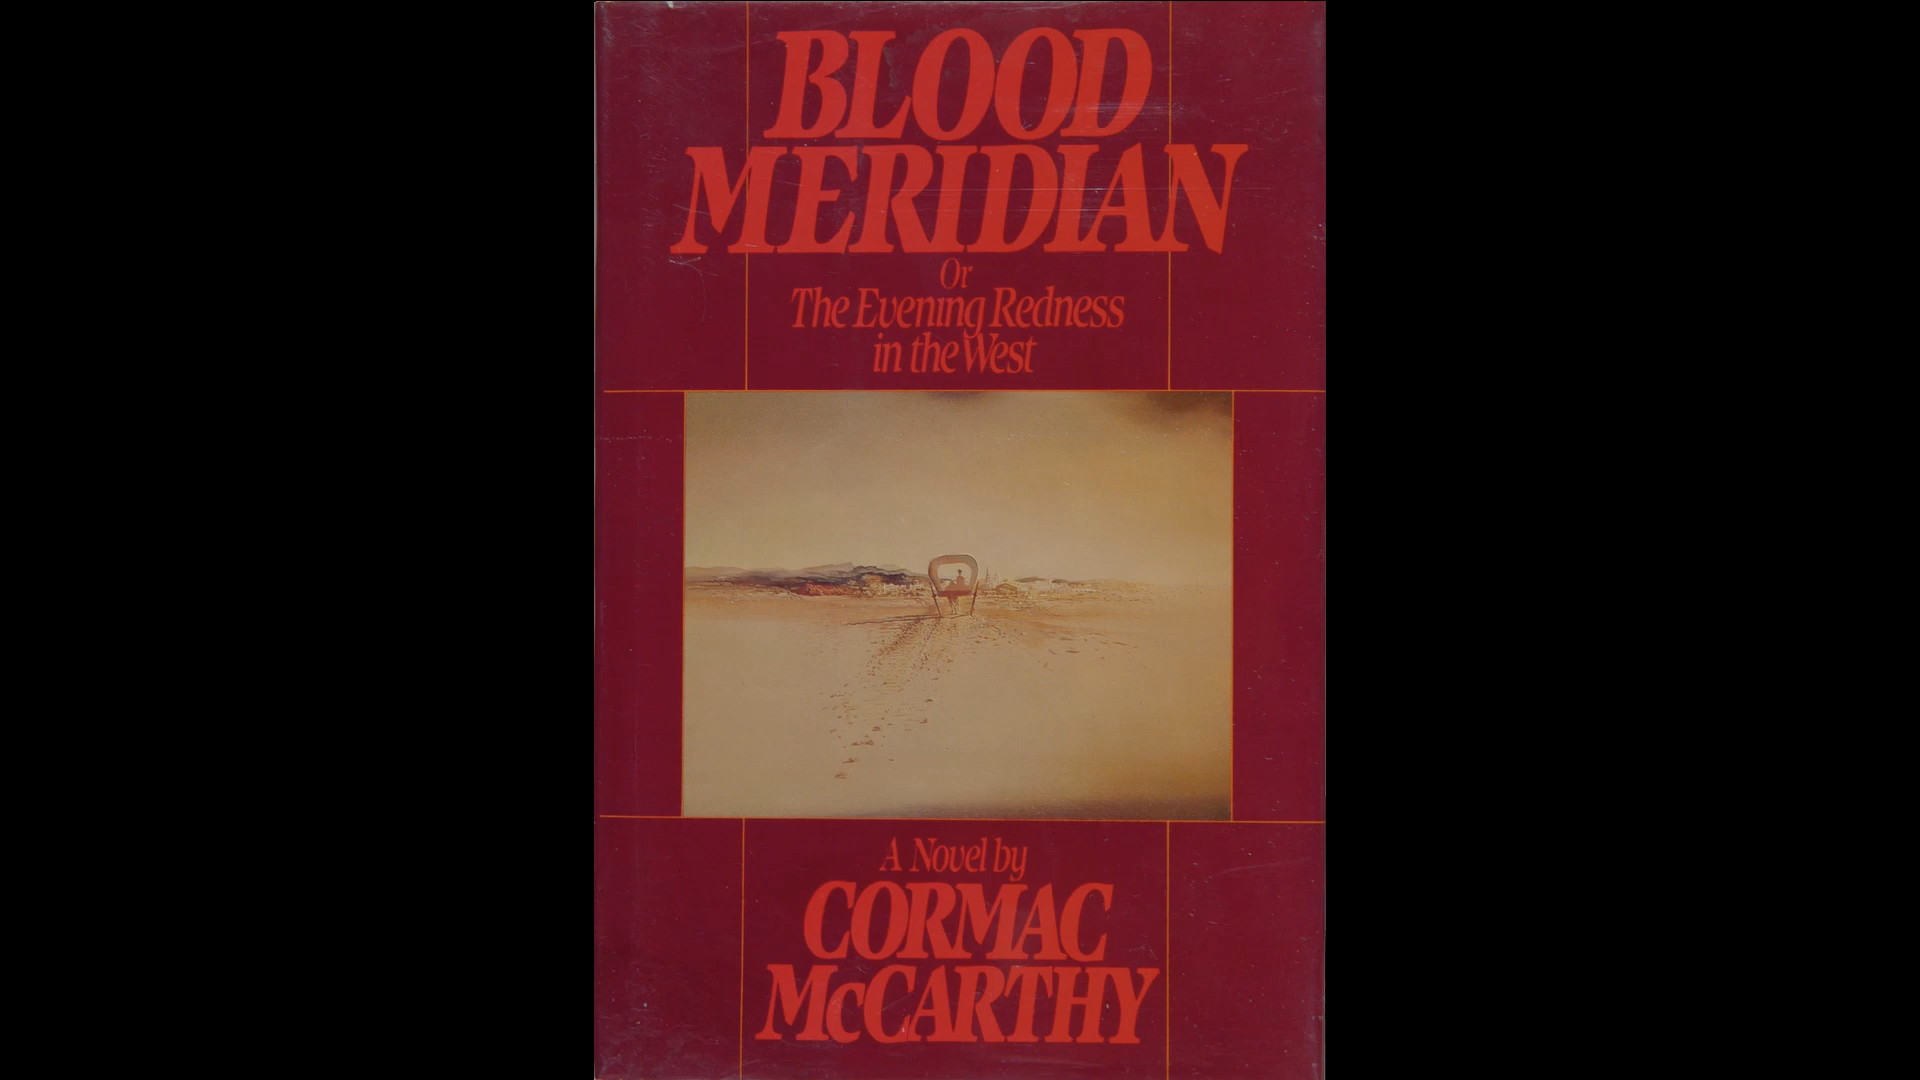 BLOOD
MERIDIAN
Or
The Evening Redness
in the West
A Novel by
CORMAC
McCARTHY